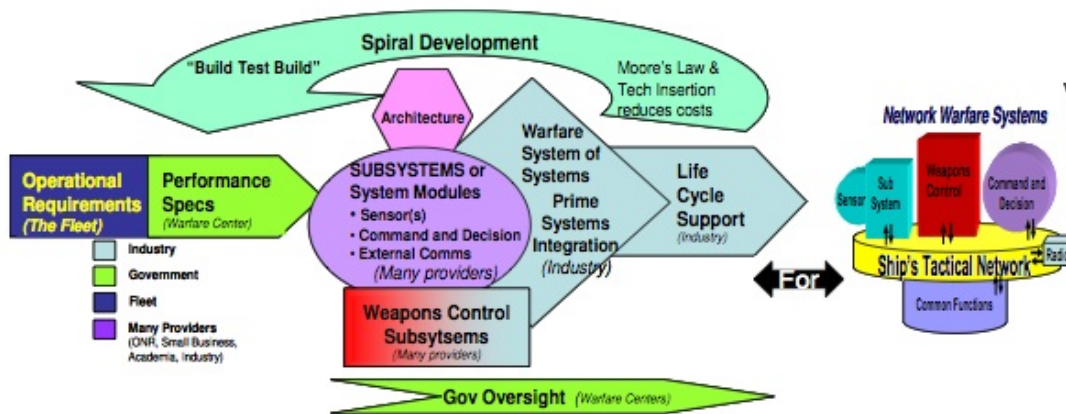 Spiral Development
"Build Test Build"
Moore's Law &
Tech Insertion
reduces costs
Architecture
Operational
Requirements
(The Fleet)
Performance
Specs
(Warfare Center)
SUBSYSTEMS or
System Modules
• Sensor(s)
• Command and Decision
• External Comms
(Many providers)
Warfare
System of
Systems
Prime
Systems
Integration
(Industry)
Life
Cycle
Support
(Industry)
Weapons Control
Subsytsems
(Many providers)
Industry
Government
Fleet
Many Providers
(ONR, Small Business,
Academia, Industry)
Gov Oversight (Warfare Centers)
For
Network Warfare Systems
Sensor
Sub
System
Weapons
Control
Command and
Decision
Ship's Tactical Network
Radio
Common Functions